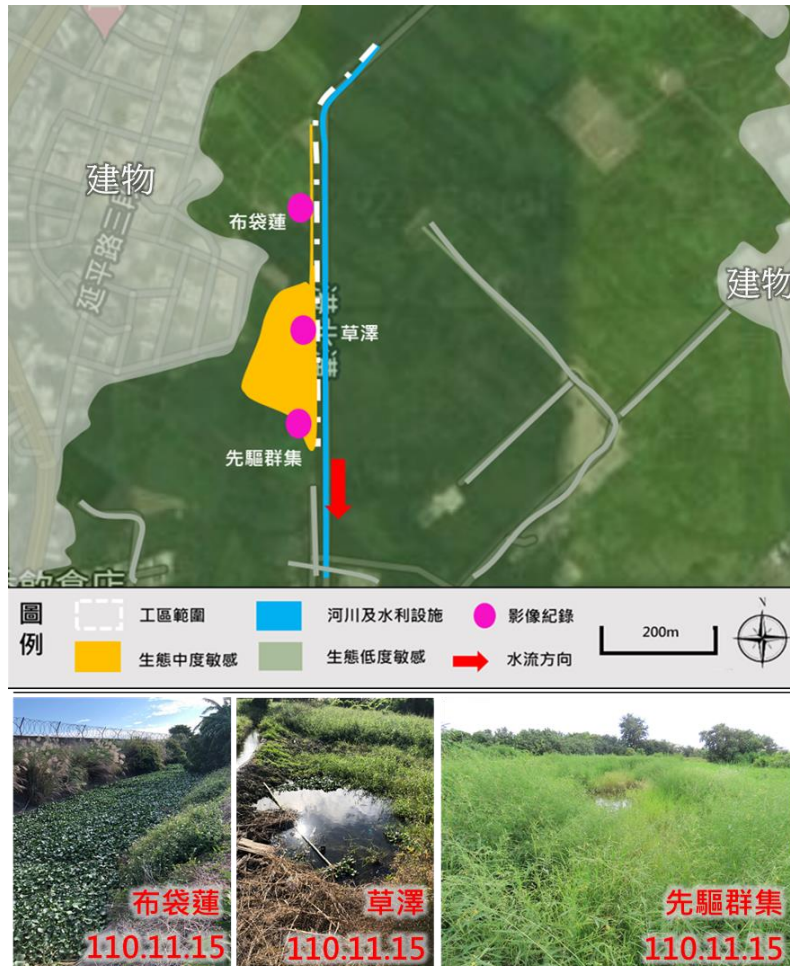 建物
延平路三段
布袋蓮
建物
草澤
先驅群集
飲食店
圖例
工區範圍
河川及水利設施
影像紀錄
200m
N
生態中度敏感
生態低度敏感
水流方向
布袋蓮
110.11.15
草澤
110.11.15
先驅群集
110.11.15